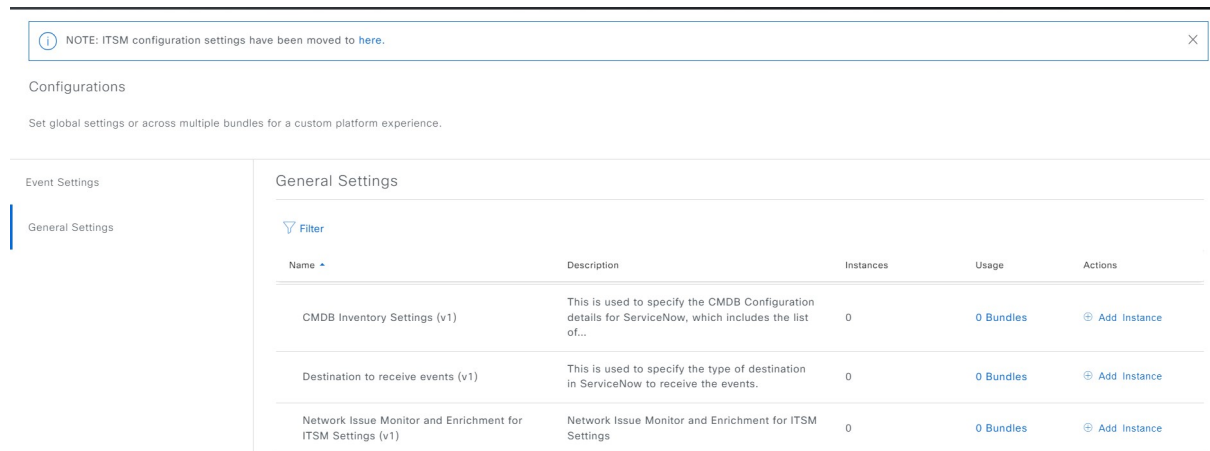 NOTE: ITSM configuration settings have been moved to here.
Configurations
Set global settings or across multiple bundles for a custom platform experience.
Event Settings
General Settings
General Settings
Filter
Name Description Instances Usage Actions
CMDB Inventory Settings (v1)
This is used to specify the CMDB Configuration
details for ServiceNow, which includes the list
of...
0
0 Bundles
Add Instance
Destination to receive events (v1)
This is used to specify the type of destination
in ServiceNow to receive the events.
0
0 Bundles
Add Instance
Network Issue Monitor and Enrichment for
ITSM Settings (v1)
Network Issue Monitor and Enrichment for ITSM
Settings
0
0 Bundles
Add Instance